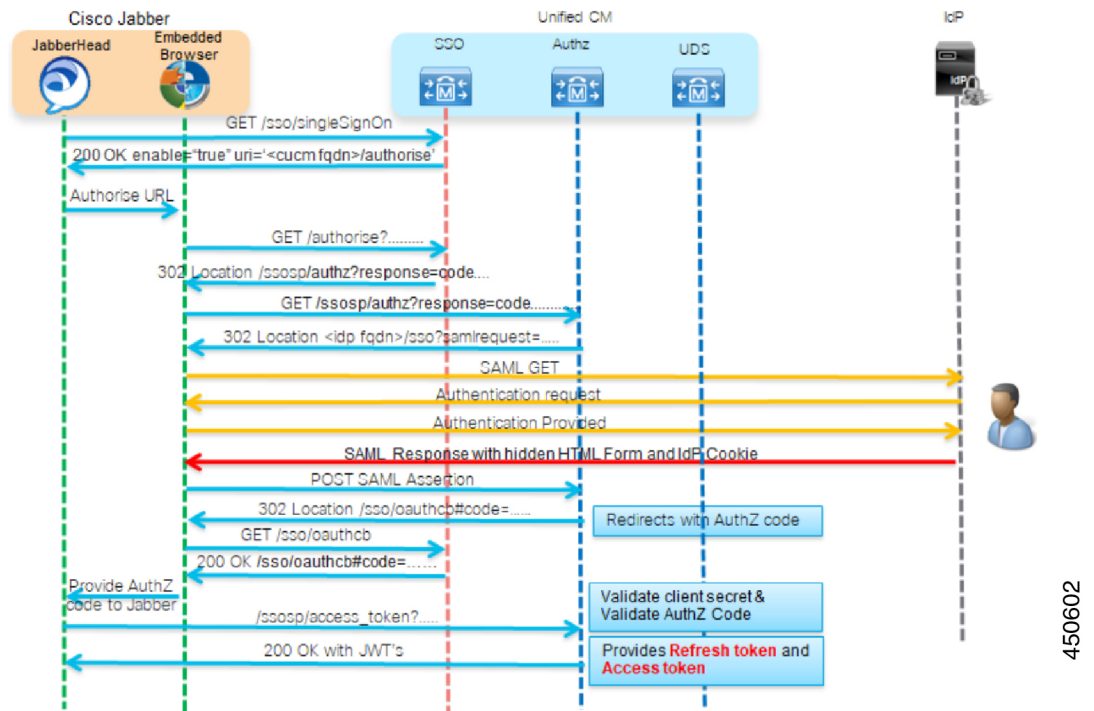 Cisco Jabber
Unified CM
IdP
JabberHead
Embedded
Browser
SSO
Authz
UDS
M
M
M
IdP
GET /sso/singleSignOn
200 OK enable="true" uri='<cucm fqdn>/authorise'
Authorise URL
GET /authorise?.........
302 Location /ssosp/authz?response=code....
GET /ssosp/authz?response=code............
302 Location <idp fqdn>/sso?samlrequest=.....
SAML GET
Authentication request
Authentication Provided
SAML Response with hidden HTML Form and IdP Cookie
POST SAML Assertion
302 Location /sso/oauthcb#code=......
Redirects with AuthZ code
GET /sso/oauthcb
200 OK /sso/oauthcb#code=.......
Provide AuthZ
code to Jabber
Validate client secret &
Validate AuthZ Code
/ssosp/access_token?.....
200 OK with JWT's
Provides Refresh token and
Access token
450602